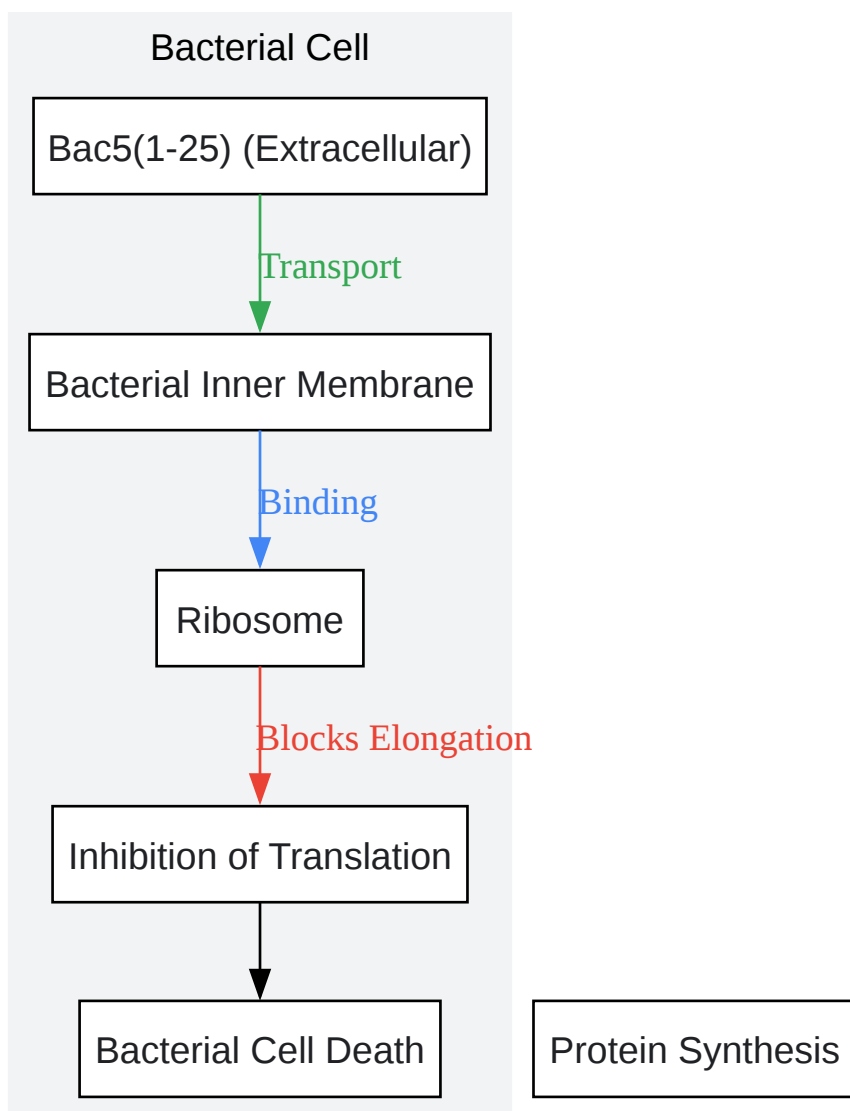 Bacterial Cell
Bac5(1-25) (Extracellular)
Transport
Bacterial Inner Membrane
Binding
Ribosome
Blocks Elongation
Inhibition of Translation
Bacterial Cell Death
Protein Synthesis